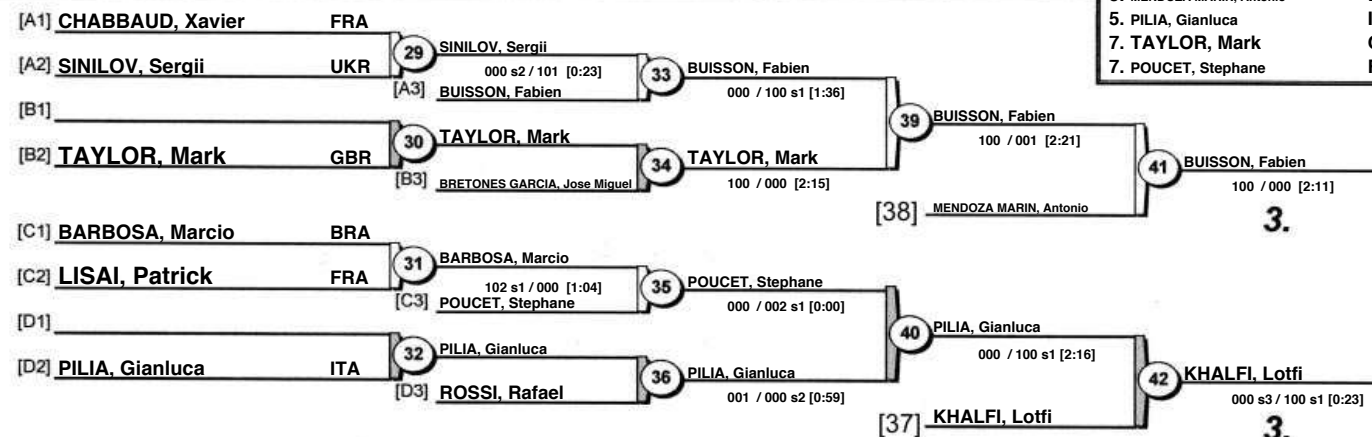 5. PILIA, Gianluca
7. TAYLOR, Mark
7. POUCET, Stephane
[A1] CHABBAUD, Xavier FRA
29
SINILOV, Sergii
[A2] SINILOV, Sergii UKR
000 s2 / 101 [0:23]
[A3] BUISSON, Fabien
33
BUISSON, Fabien
000 / 100 s1 [1:36]
[B1]
30
TAYLOR, Mark
[B2] TAYLOR, Mark GBR
[B3] BRETONES GARCIA, Jose Miguel
34
TAYLOR, Mark
100 / 000 [2:15]
39
BUISSON, Fabien
100 / 001 [2:21]
[38] MENDOZA MARIN, Antonio
41
BUISSON, Fabien
100 / 000 [2:11]
3.
[C1] BARBOSA, Marcio BRA
31
BARBOSA, Marcio
[C2] LISAI, Patrick FRA
102 s1 / 000 [1:04]
[C3] POUCET, Stephane
35
POUCET, Stephane
000 / 002 s1 [0:00]
[D1]
32
PILIA, Gianluca
[D2] PILIA, Gianluca ITA
[D3] ROSSI, Rafael
36
PILIA, Gianluca
001 / 000 s2 [0:59]
40
PILIA, Gianluca
000 / 100 s1 [2:16]
[37] KHALFI, Lotfi
42
KHALFI, Lotfi
000 s3 / 100 s1 [0:23]
3.